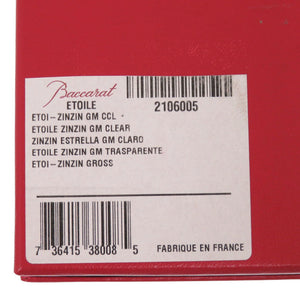 Baccarat
ETOILE 2106005
ETOI-ZINZIN GM CCL -
ETOILE ZINZIN GM CLEAR
ZINZIN ESTRELLA GM CLARO
ETOILE ZINZIN GM TRASPARENTE
ETOI-ZINZIN GROSS
7 36415 38008 5
FABRIQUE EN FRANCE